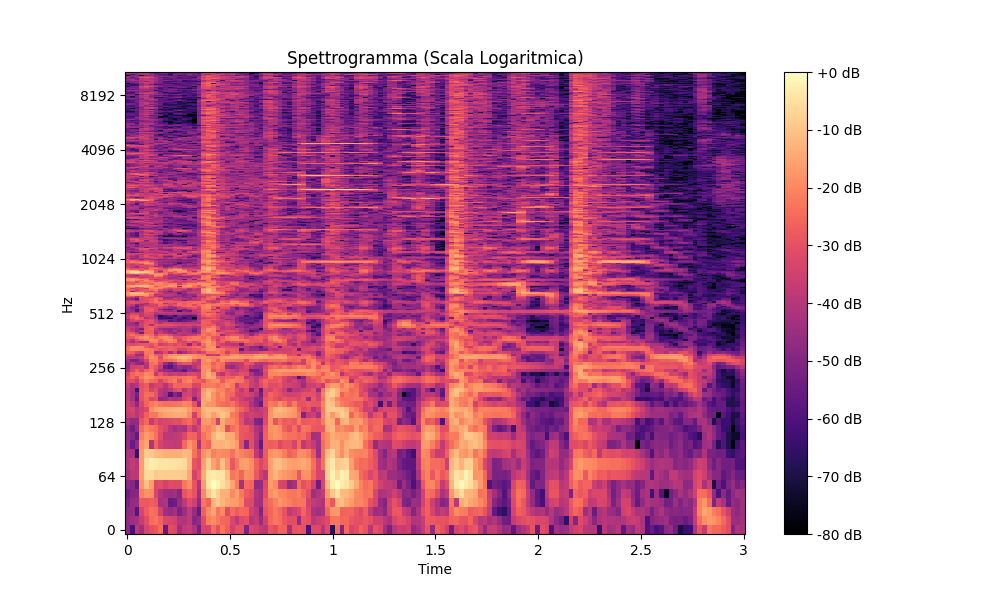 Spettrogramma (Scala Logaritmica)
8192
4096
2048
1024
512
256
128
64
0
Hz
0
0.5
1
1.5
2
2.5
3
Time
+0 dB
-10 dB
-20 dB
-30 dB
-40 dB
-50 dB
-60 dB
-70 dB
-80 dB